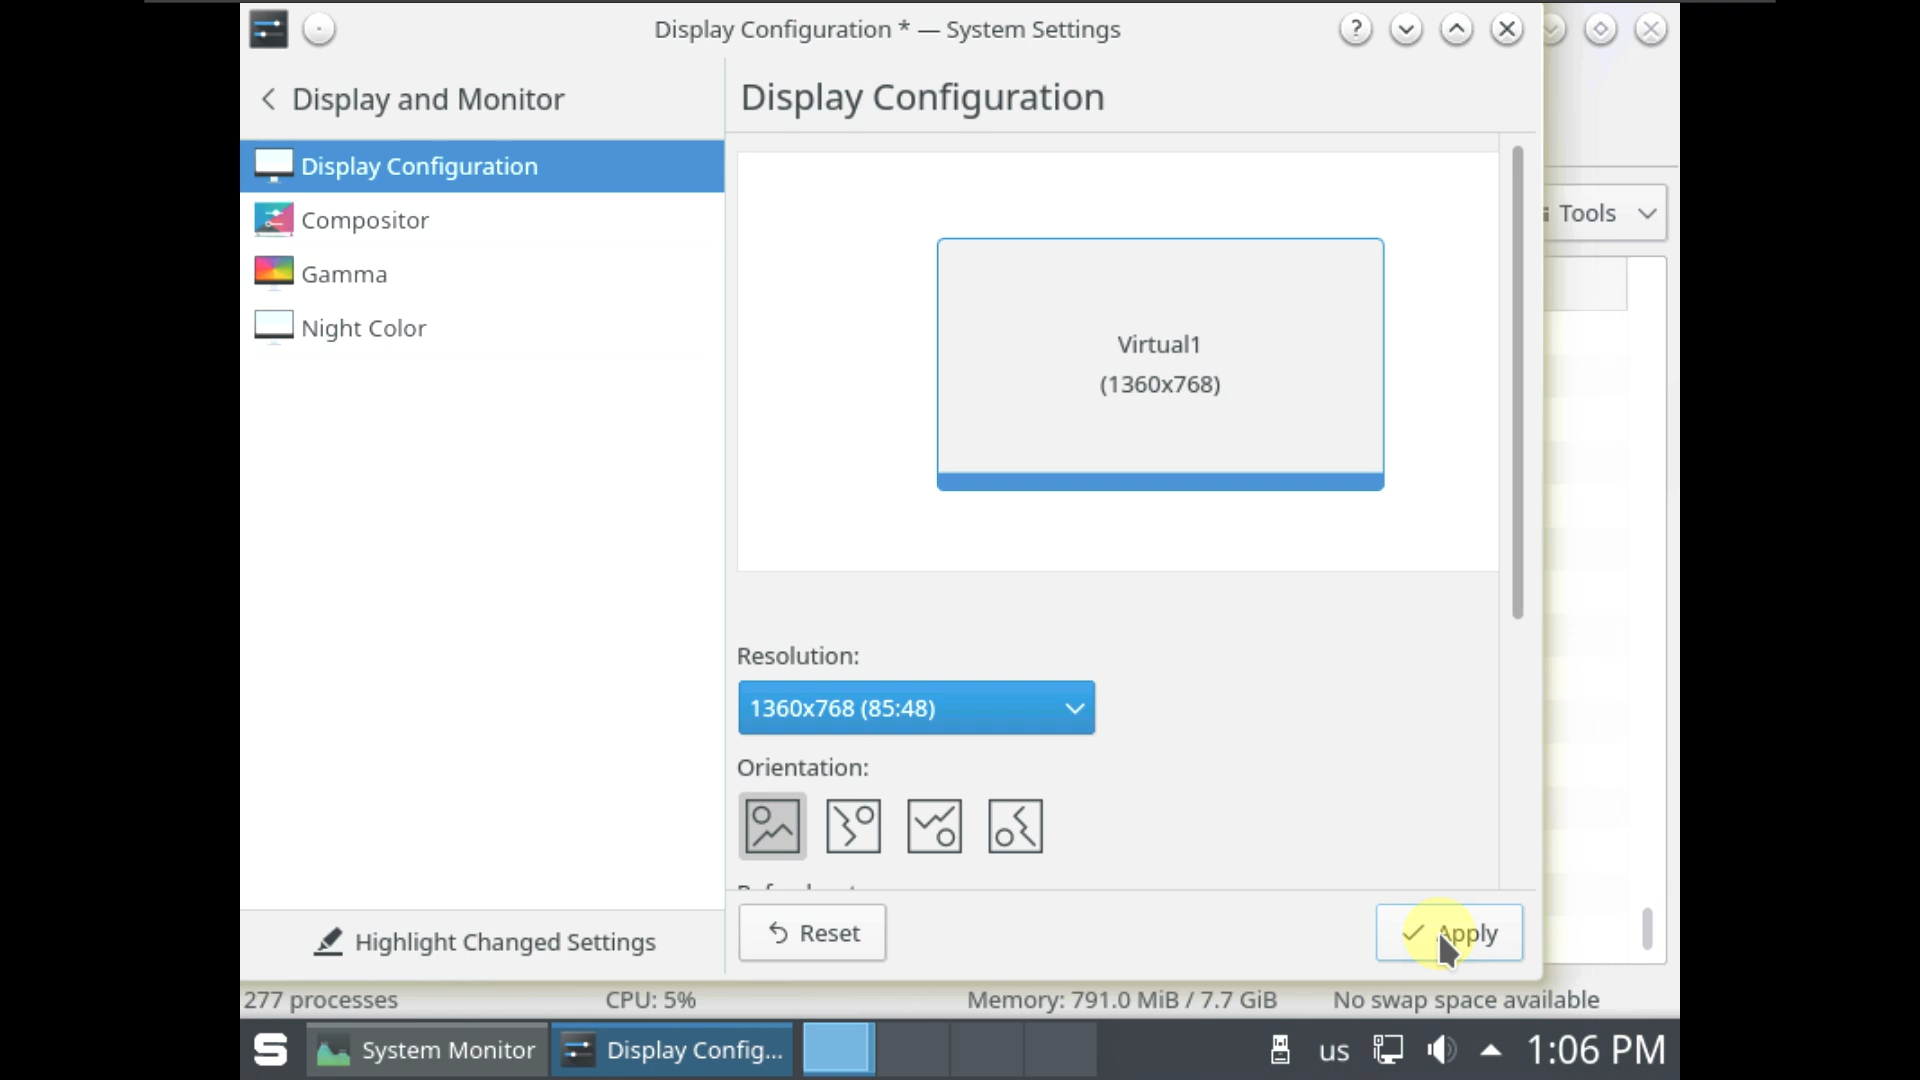 Display Configuration * — System Settings
Display and Monitor
Display Configuration
Display Configuration
Compositor
Gamma
Night Color
Virtual1
(1360x768)
Tools
Resolution:
1360x768 (85:48)
Orientation:
Reset
Apply
Highlight Changed Settings
277 processes
CPU: 5%
Memory: 791.0 MiB / 7.7 GiB
No swap space available
System Monitor
Display Config...
us
1:06 PM